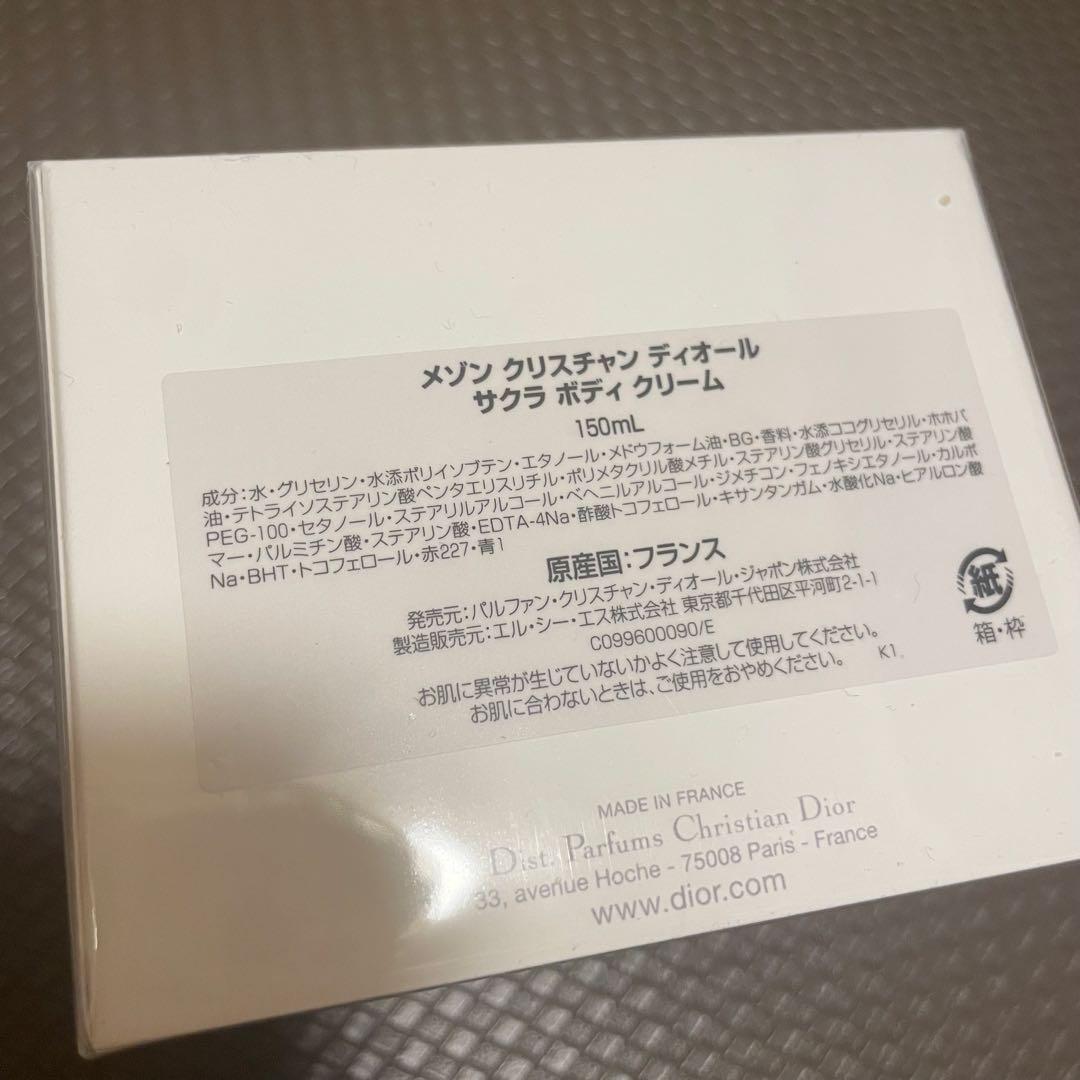 メゾン クリスチャン ディオール
サクラ ボディ クリーム
150mL
成分：水・グリセリン・水添ポリイソブテン・エタノール・メドウフォーム油・BG・香料・水添ココグリセリル・ホホバ
油・テトライソステアリン酸ペンタエリスリチル・ポリメタクリル酸メチル・ステアリン酸グリセリル・ステアリン酸
PEG-100・セタノール・ステアリルアルコール・ベヘニルアルコール・ジメチコン・フェノキシエタノール・カルボ
マー・パルミチン酸・ステアリン酸・EDTA-4Na・酢酸トコフェロール・キサンタンガム・水酸化Na・ヒアルロン酸
Na・BHT・トコフェロール・赤227・青1
原産国：フランス
発売元：パルファン・クリスチャン・ディオール・ジャポン株式会社
製造販売元：エル・シー・エス株式会社 東京都千代田区平河町2-1-1
C099600090/E
お肌に異常が生じていないかよく注意して使用してください。
お肌に合わないときは、ご使用をおやめください。 K1
紙
箱・枠
MADE IN FRANCE
Dist. Parfums Christian Dior
33, avenue Hoche - 75008 Paris - France
www.dior.com